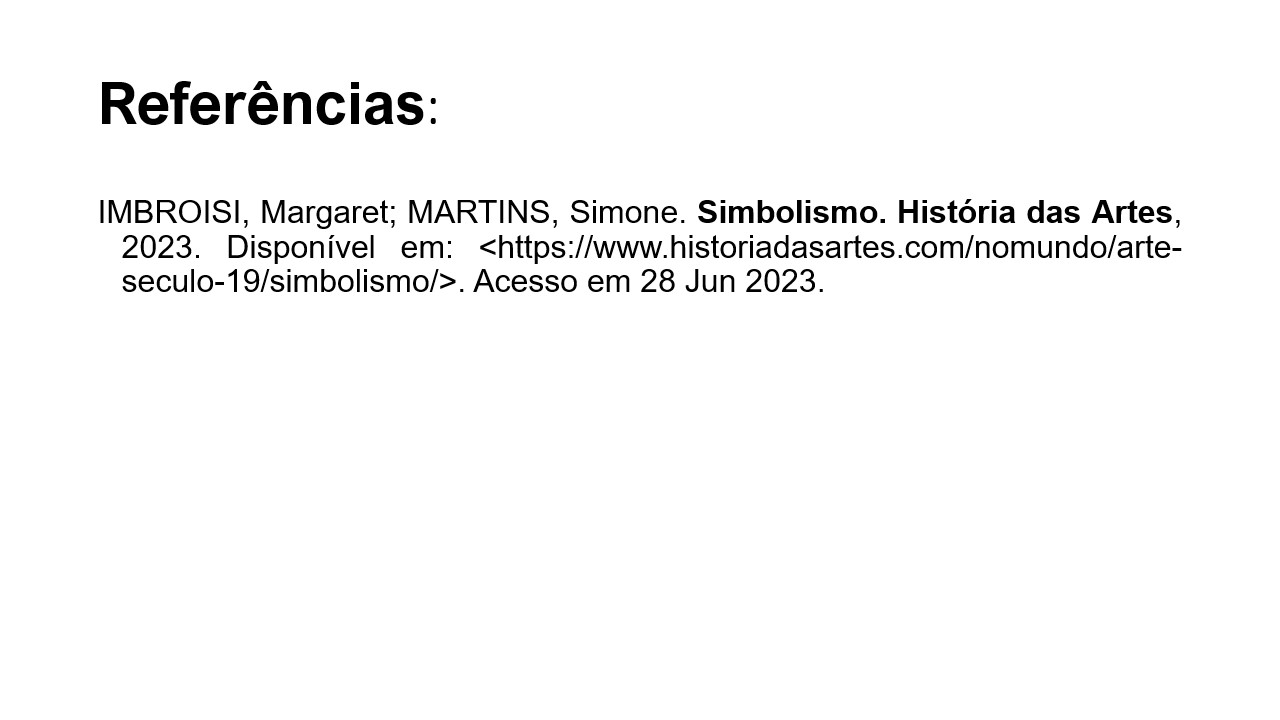 Referências:
IMBROISI, Margaret; MARTINS, Simone. Simbolismo. História das Artes,
2023. Disponível em: <https://www.historiadasartes.com/nomundo/arte-
seculo-19/simbolismo/>. Acesso em 28 Jun 2023.